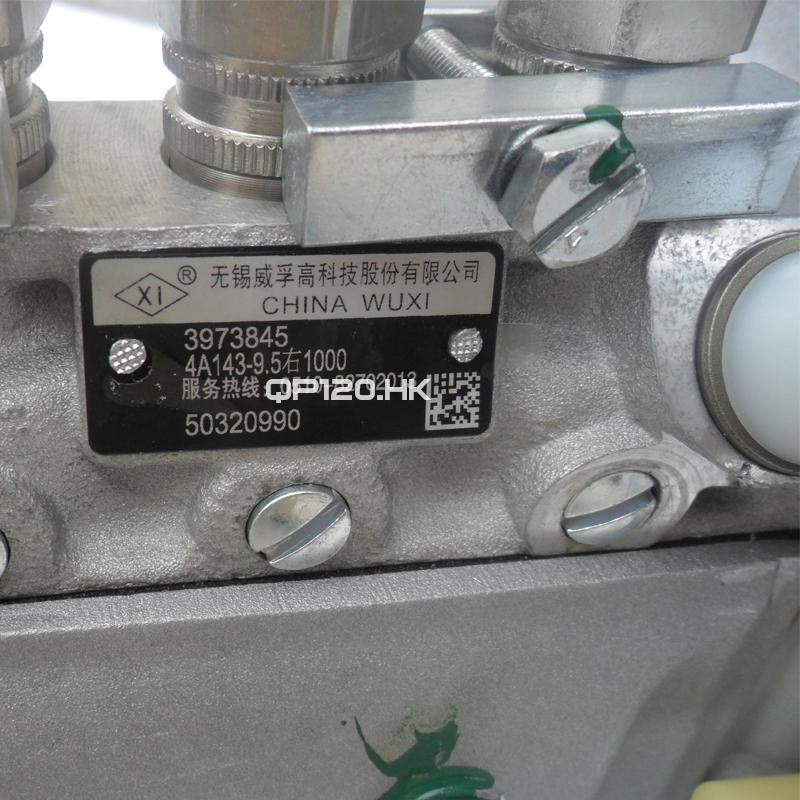 Xi ® 无锡威孚高科技股份有限公司
CHINA WUXI
3973845
4A143-9.5右1000
服务热线:
QP120.HK
50320990